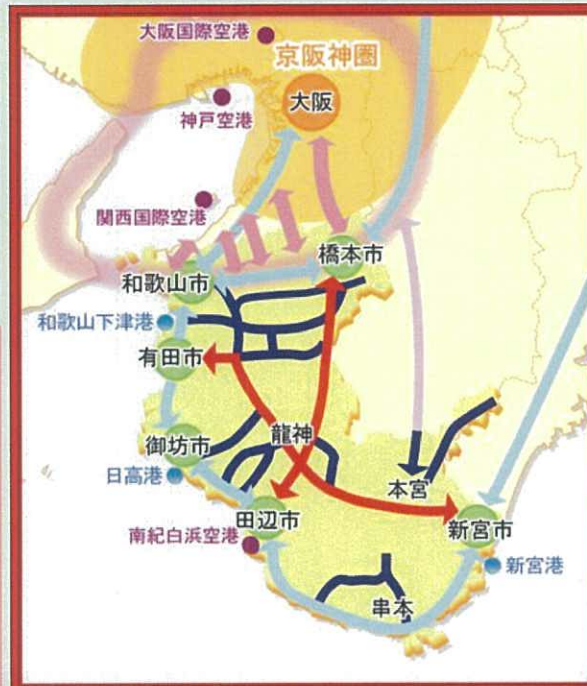 大阪国際空港
京阪神圏
大阪
神戸空港
関西国際空港
橋本市
和歌山市
和歌山下津港
有田市
龍神
御坊市
本宮
日高港
田辺市
新宮市
南紀白浜空港
新宮港
串本